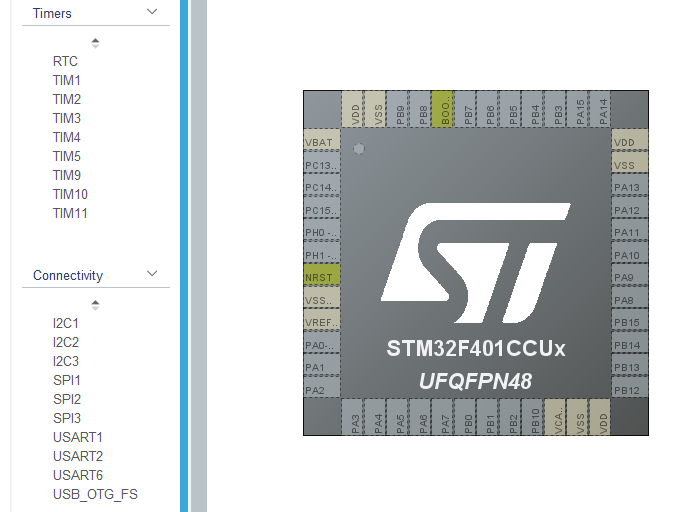 Timers
RTC
TIM1
TIM2
TIM3
TIM4
TIM5
TIM9
TIM10
TIM11
Connectivity
I2C1
I2C2
I2C3
SPI1
SPI2
SPI3
USART1
USART2
USART6
USB_OTG_FS
VDD
VSS
PB9
PB8
BOO..
PB7
PB6
PB5
PB4
PB3
PA15
PA14
VBAT
PC13..
PC14..
PC15..
PH0 -..
PH1 -..
NRST
VSS..
VREF..
PA0-..
PA1
PA2
VDD
VSS
PA13
PA12
PA11
PA10
PA9
PA8
PB15
PB14
PB13
PB12
ST
STM32F401CCUx
UFQFPN48
PA3
PA4
PA5
PA6
PA7
PB0
PB1
PB2
PB10
VCA..
VSS
VDD